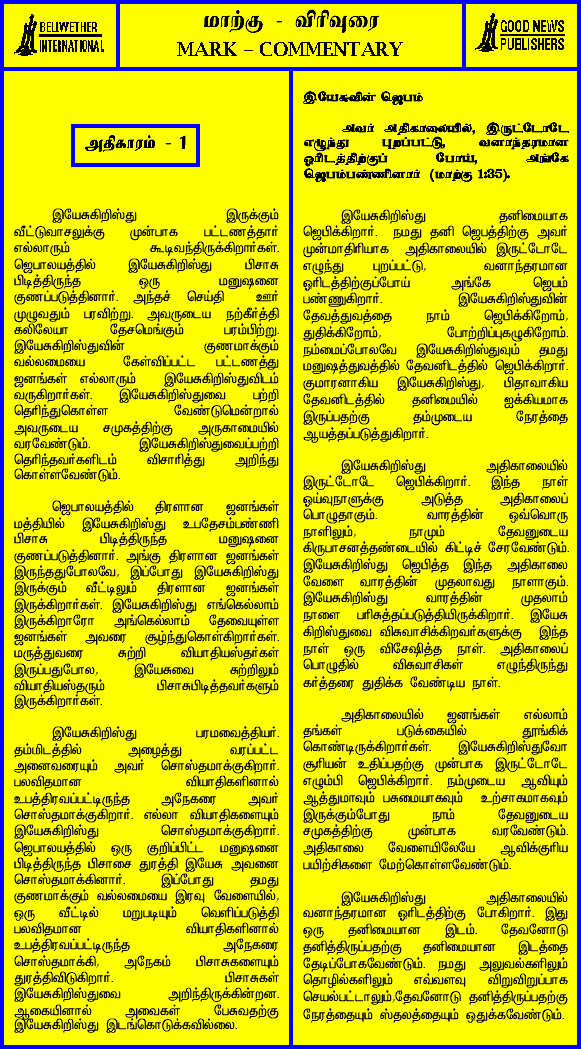 BELLWETHER
INTERNATIONAL
மாற்கு - விரிவுரை
MARK – COMMENTARY
GOOD NEWS
PUBLISHERS
அதிகாரம் - 1
இயேசுகிறிஸ்து இருக்கும்
வீட்டுவாசலுக்கு முன்பாக பட்டணத்தார்
எல்லாரும் கூடிவந்திருக்கிறார்கள்.
ஜெபாலயத்தில் இயேசுகிறிஸ்து பிசாசு
பிடித்திருந்த ஒரு மனுஷனை
குணப்படுத்தினார். அந்தச் செய்தி ஊர்
முழுவதும் பரவிற்று. அவருடைய நற்கீர்த்தி
கலிலேயா தேசமெங்கும் பரம்பிற்று.
இயேசுகிறிஸ்துவின் குணமாக்கும்
வல்லமையை கேள்விப்பட்ட பட்டணத்து
ஜனங்கள் எல்லாரும் இயேசுகிறிஸ்துவிடம்
வருகிறார்கள். இயேசுகிறிஸ்துவை பற்றி
தெரிந்துகொள்ள வேண்டுமென்றால்
அவருடைய சமுகத்திற்கு அருகாமையில்
வரவேண்டும். இயேசுகிறிஸ்துவைப்பற்றி
தெரிந்தவர்களிடம் விசாரித்து அறிந்து
கொள்ளவேண்டும்.
ஜெபாலயத்தில் திரளான ஜனங்கள்
மத்தியில் இயேசுகிறிஸ்து உபதேசம்பண்ணி
பிசாசு பிடித்திருந்த மனுஷனை
குணப்படுத்தினார். அங்கு திரளான ஜனங்கள்
இருந்ததுபோலவே, இப்போது இயேசுகிறிஸ்து
இருக்கும் வீட்டிலும் திரளான ஜனங்கள்
இருக்கிறார்கள். இயேசுகிறிஸ்து எங்கெல்லாம்
இருக்கிறாரோ அங்கெல்லாம் தேவையுள்ள
ஜனங்கள் அவரை சூழ்ந்துகொள்கிறார்கள்.
மருத்துவரை சுற்றி வியாதியஸ்தர்கள்
இருப்பதுபோல, இயேசுவை சுற்றிலும்
வியாதியஸ்தரும் பிசாசுபிடித்தவர்களும்
இருக்கிறார்கள்.
இயேசுகிறிஸ்து பரமவைத்தியர்.
தம்மிடத்தில் அழைத்து வரப்பட்ட
அனைவரையும் அவர் சொஸ்தமாக்குகிறார்.
பலவிதமான வியாதிகளினால்
உபத்திரவப்பட்டிருந்த அநேகரை அவர்
சொஸ்தமாக்குகிறார். எல்லா வியாதிகளையும்
இயேசுகிறிஸ்து சொஸ்தமாக்குகிறார்.
ஜெபாலயத்தில் ஒரு குறிப்பிட்ட மனுஷனை
பிடித்திருந்த பிசாசை துரத்தி இயேசு அவனை
சொஸ்தமாக்கினார். இப்போது தமது
குணமாக்கும் வல்லமையை இரவு வேளையில்,
ஒரு வீட்டில் மறுபடியும் வெளிப்படுத்தி
பலவிதமான வியாதிகளினால்
உபத்திரவப்பட்டிருந்த அநேகரை
சொஸ்தமாக்கி, அநேகம் பிசாசுகளையும்
துரத்திவிடுகிறார். பிசாசுகள்
இயேசுகிறிஸ்துவை அறிந்திருக்கின்றன.
ஆகையினால் அவைகள் பேசுவதற்கு
இயேசுகிறிஸ்து இடங்கொடுக்கவில்லை.
இயேசுவின் ஜெபம்
அவர் அதிகாலையில், இருட்டோடே
எழுந்து புறப்பட்டு, வனாந்தரமான
ஓரிடத்திற்குப் போய், அங்கே
ஜெபம்பண்ணினார் (மாற்கு 1:35).
இயேசுகிறிஸ்து தனிமையாக
ஜெபிக்கிறார். நமது தனி ஜெபத்திற்கு அவர்
முன்மாதிரியாக அதிகாலையில் இருட்டோடே
எழுந்து புறப்பட்டு, வனாந்தரமான
ஓரிடத்திற்குப்போய் அங்கே ஜெபம்
பண்ணுகிறார். இயேசுகிறிஸ்துவின்
தேவத்துவத்தை நாம் ஜெபிக்கிறோம்,
துதிக்கிறோம், போற்றிப்புகழுகிறோம்.
நம்மைப்போலவே இயேசுகிறிஸ்துவும் தமது
மனுஷத்துவத்தில் தேவனிடத்தில் ஜெபிக்கிறார்.
குமாரனாகிய இயேசுகிறிஸ்து, பிதாவாகிய
தேவனிடத்தில் தனிமையில் ஐக்கியமாக
இருப்பதற்கு தம்முடைய நேரத்தை
ஆயத்தப்படுத்துகிறார்.
இயேசுகிறிஸ்து அதிகாலையில்
இருட்டோடே ஜெபிக்கிறார். இந்த நாள்
ஓய்வுநாளுக்கு அடுத்த அதிகாலைப்
பொழுதாகும். வாரத்தின் ஒவ்வொரு
நாளிலும், நாமும் தேவனுடைய
கிருபாசனத்தண்டையில் கிட்டிச் சேரவேண்டும்.
இயேசுகிறிஸ்து ஜெபித்த இந்த அதிகாலை
வேளை வாரத்தின் முதலாவது நாளாகும்.
இயேசுகிறிஸ்து வாரத்தின் முதலாம்
நாளை பரிசுத்தப்படுத்தியிருக்கிறார். இயேசு
கிறிஸ்துவை விசுவாசிக்கிறவர்களுக்கு இந்த
நாள் ஒரு விசேஷித்த நாள். அதிகாலைப்
பொழுதில் விசுவாசிகள் எழுந்திருந்து
கர்த்தரை துதிக்க வேண்டிய நாள்.
அதிகாலையில் ஜனங்கள் எல்லாம்
தங்கள் படுக்கையில் தூங்கிக்
கொண்டிருக்கிறார்கள். இயேசுகிறிஸ்துவோ
சூரியன் உதிப்பதற்கு முன்பாக இருட்டோடே
எழும்பி ஜெபிக்கிறார். நம்முடைய ஆவியும்
ஆத்துமாவும் பசுமையாகவும் உற்சாகமாகவும்
இருக்கும்போது நாம் தேவனுடைய
சமுகத்திற்கு முன்பாக வரவேண்டும்.
அதிகாலை வேளையிலேயே ஆவிக்குரிய
பயிற்சிகளை மேற்கொள்ளவேண்டும்.
இயேசுகிறிஸ்து அதிகாலையில்
வனாந்தரமான ஓரிடத்திற்கு போகிறார். இது
ஒரு தனிமையான இடம். தேவனோடு
தனித்திருப்பதற்கு தனிமையான இடத்தை
தேடிப்போகவேண்டும். நமது அலுவல்களிலும்
தொழில்களிலும் எவ்வளவு விறுவிறுப்பாக
செயல்பட்டாலும்,தேவனோடு தனித்திருப்பதற்கு
நேரத்தையும் ஸ்தலத்தையும் ஒதுக்கவேண்டும்.